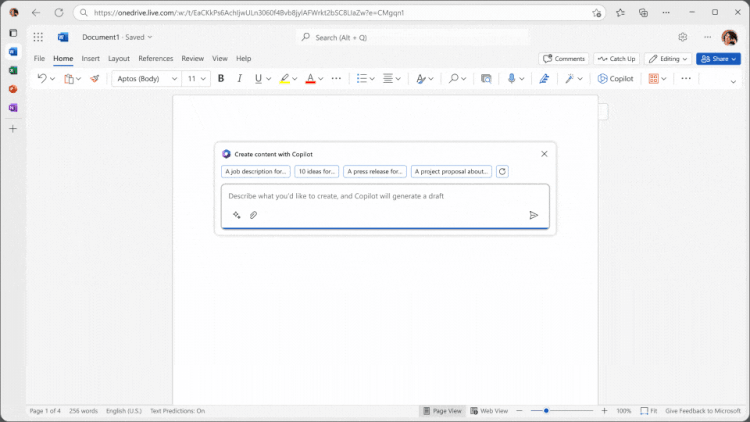 https://onedrive.live.com/:w:/t/EaCKkPs6AchIjwULn3060f4Bvb8jylAFWrkt2bSC8LIaZw?e=CMgqn1
Document1 - Saved
Search (Alt + Q)
File Home Insert Layout References Review View Help
Comments Catch Up Editing Share
Aptos (Body) 11 B I U A Copilot
Create content with Copilot
A job description for... 10 ideas for... A press release for... A project proposal about...
Describe what you'd like to create, and Copilot will generate a draft
Page 1 of 4 256 words English (U.S.) Text Predictions: On Page View Web View 100% Fit Give Feedback to Microsoft